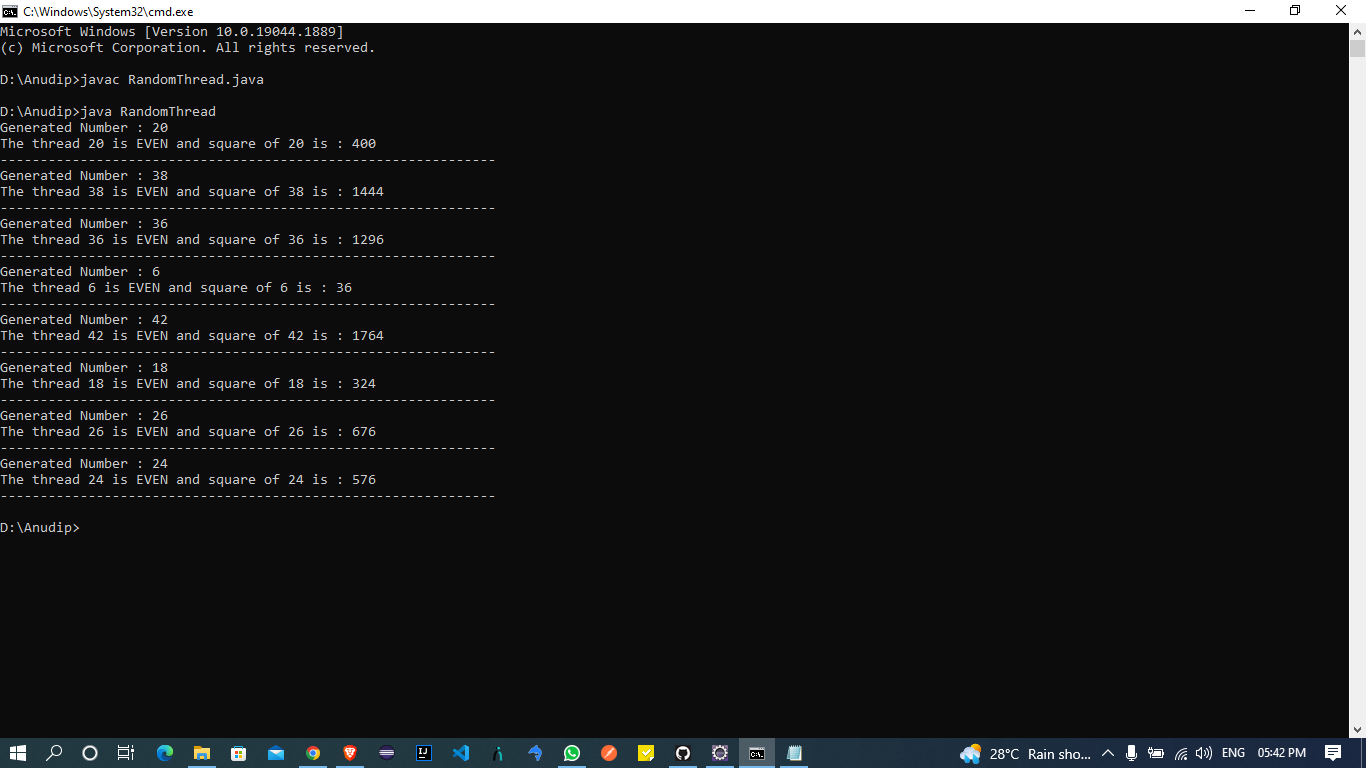 C:\Windows\System32\cmd.exe
Microsoft Windows [Version 10.0.19044.1889]
(c) Microsoft Corporation. All rights reserved.
D:\Anudip>javac RandomThread.java
D:\Anudip>java RandomThread
Generated Number : 20
The thread 20 is EVEN and square of 20 is : 400
--------------------------------------------------------------
Generated Number : 38
The thread 38 is EVEN and square of 38 is : 1444
--------------------------------------------------------------
Generated Number : 36
The thread 36 is EVEN and square of 36 is : 1296
--------------------------------------------------------------
Generated Number : 6
The thread 6 is EVEN and square of 6 is : 36
--------------------------------------------------------------
Generated Number : 42
The thread 42 is EVEN and square of 42 is : 1764
--------------------------------------------------------------
Generated Number : 18
The thread 18 is EVEN and square of 18 is : 324
--------------------------------------------------------------
Generated Number : 26
The thread 26 is EVEN and square of 26 is : 676
--------------------------------------------------------------
Generated Number : 24
The thread 24 is EVEN and square of 24 is : 576
--------------------------------------------------------------
D:\Anudip>
28°C Rain sho... ENG 05:42 PM